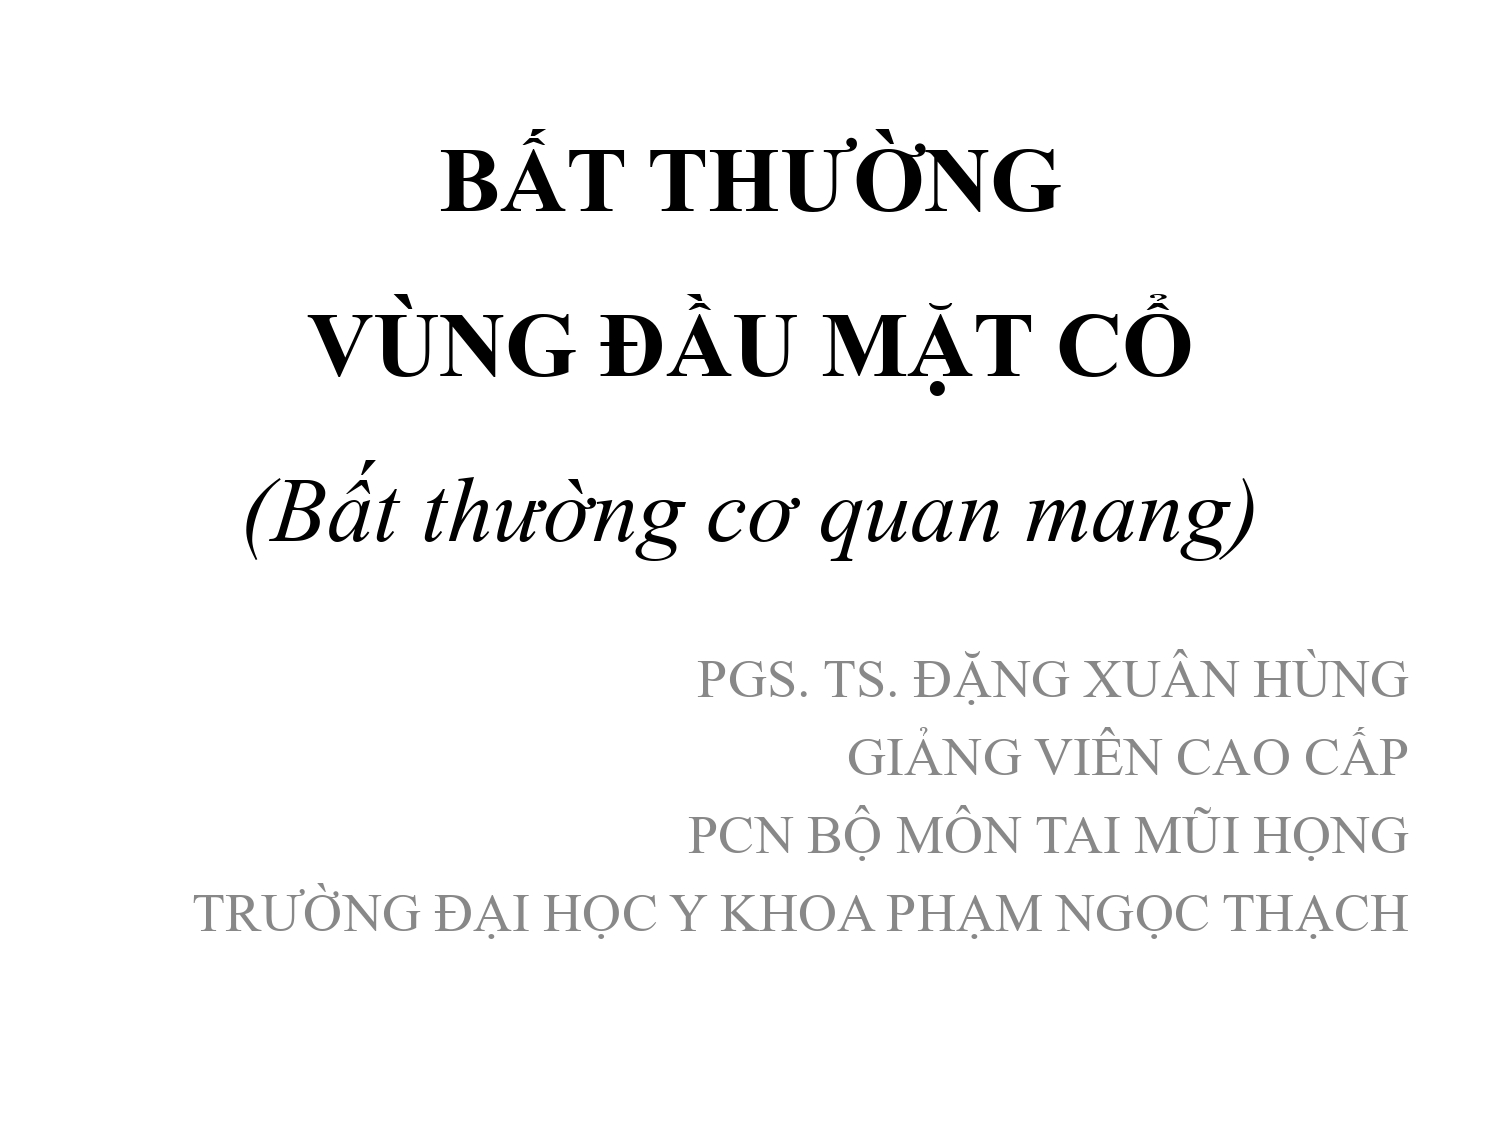 BẤT THƯỜNG
VÙNG ĐẦU MẶT CỔ
(Bất thường cơ quan mang)
PGS. TS. ĐẶNG XUÂN HÙNG
GIẢNG VIÊN CAO CẤP
PCN BỘ MÔN TAI MŨI HỌNG
TRƯỜNG ĐẠI HỌC Y KHOA PHẠM NGỌC THẠCH